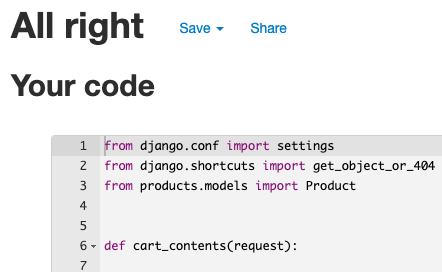 All right Save Share
Your code
1 from django.conf import settings
2 from django.shortcuts import get_object_or_404
3 from products.models import Product
4
5
6 def cart_contents(request):
7